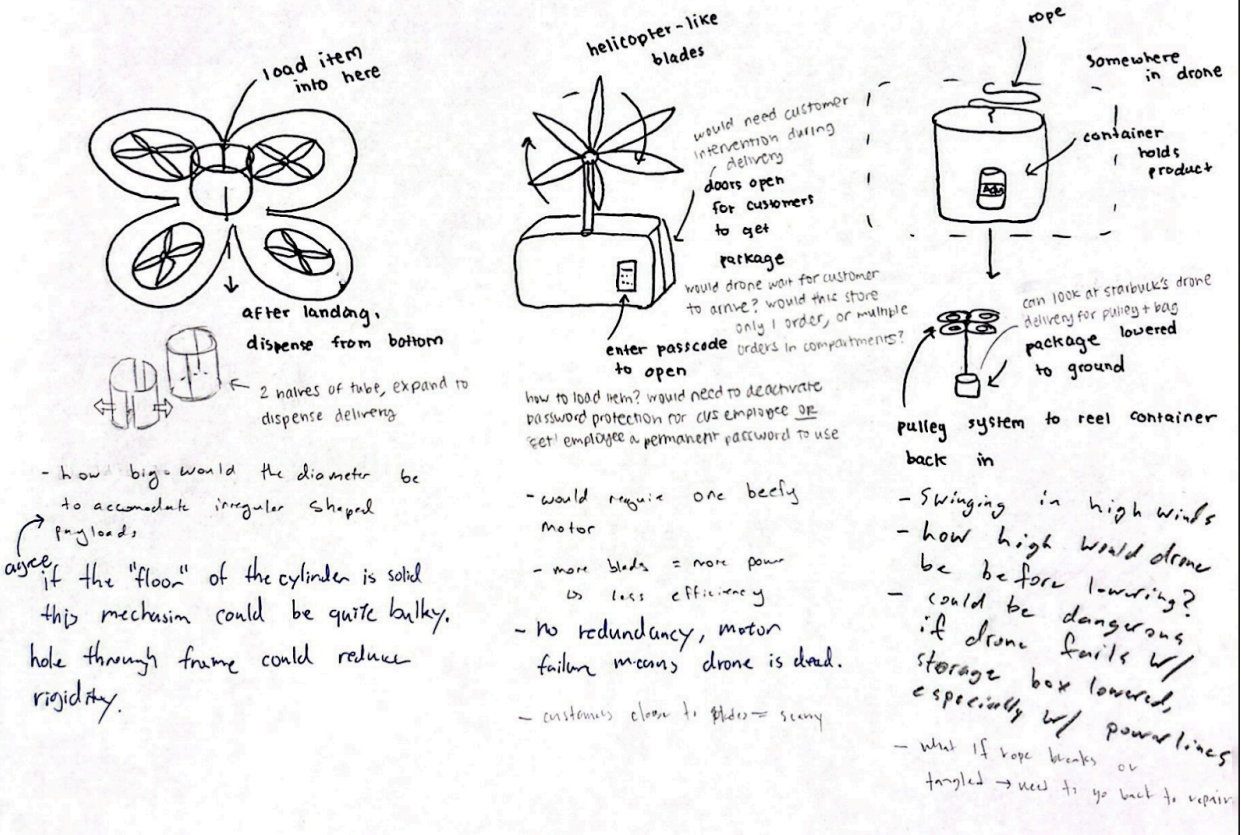 load item
into here
after landing,
dispense from bottom
2 halves of tube, expand to
dispense delivery
- how big would the diameter be
to accomodate irregular shaped
payloads
agree
if the "floor" of the cylinder is solid
this mechasim could be quite bulky.
hole through frame could reduce
rigidity.
helicopter-like
blades
would need customer
intervention during
delivery
doors open
for customers
to get
package
would drone wait for customer
to arrive? would this store
only 1 order, or multiple
orders in compartments?
enter passcode
to open
how to load item? would need to deactivate
password protection for CVS employee OR
get employee a permanent password to use
- would require one beefy
motor
- more blads = more power
↳ less efficiency
- no redundancy, motor
failure means drone is dead.
- customers close to blades = scary
rope
somewhere
in drone
container
holds
product
Adv
can look at starbuck's drone
delivery for pulley + bag
package lowered
to ground
pulley system to reel container
back in
- Swinging in high winds
- how high would drone
be before lowering?
- could be dangerous
if drone fails w/
storage box lowered,
especially w/ powerlines
- what if rope breaks or
tangled → need to go back to repair